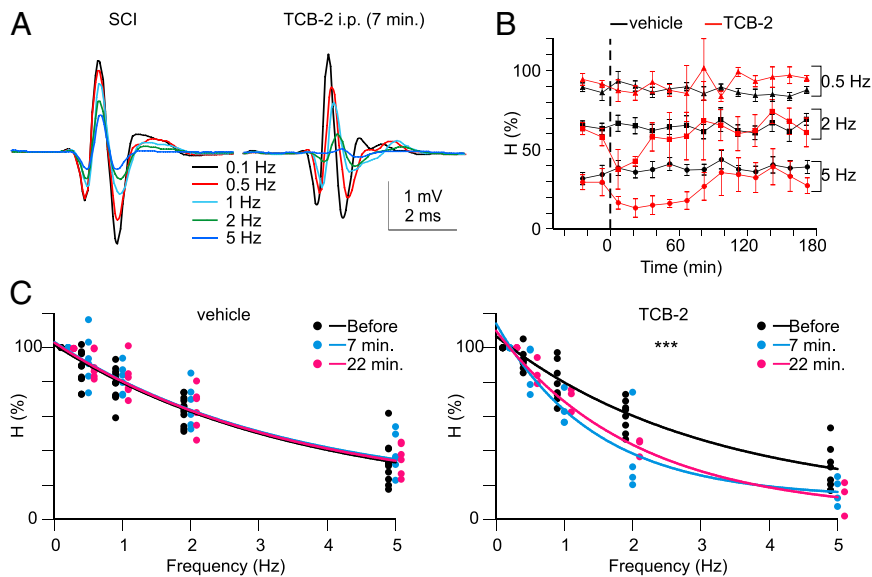 A
SCI
TCB-2 i.p. (7 min.)
0.1 Hz
0.5 Hz
1 Hz
2 Hz
5 Hz
1 mV
2 ms
B
vehicle
TCB-2
100
50
0
H (%)
0.5 Hz
2 Hz
5 Hz
0
60
120
180
Time (min)
C
vehicle
Before
7 min.
22 min.
100
0
H (%)
0
1
2
3
4
5
Frequency (Hz)
TCB-2
***
Before
7 min.
22 min.
100
0
H (%)
0
1
2
3
4
5
Frequency (Hz)